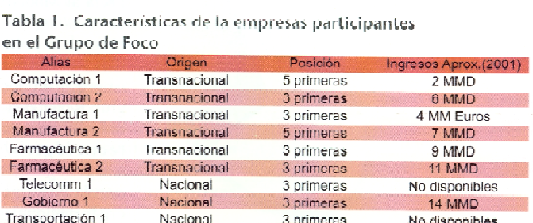 Tabla 1. Características de la empresas participantes
en el Grupo de Foco
Alias Origen Posición Ingresos Aprox.(2001)
Computación 1 Transnacional 5 primeras 2 MMD
Computación 2 Transnacional 3 primeras 6 MMD
Manufactura 1 Transnacional 3 primeras 4 MM Euros
Manufactura 2 Transnacional 5 primeras 7 MMD
Farmacéutica 1 Transnacional 3 primeras 9 MMD
Farmacéutica 2 Transnacional 3 primeras 11 MMD
Telecomm 1 Nacional 3 primeras No disponibles
Gobierno 1 Nacional 3 primeras 14 MMD
Transportación 1 Nacional 3 primeras No disponibles